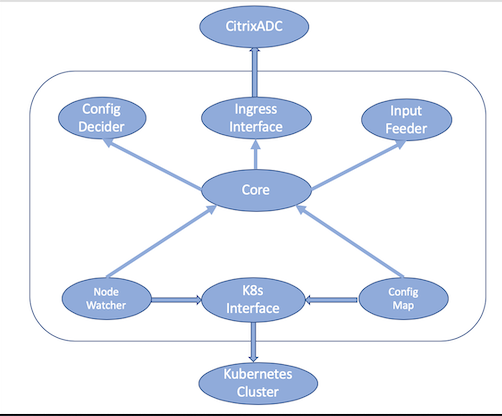 CitrixADC
Config
Decider
Ingress
Interface
Input
Feeder
Core
Node
Watcher
K8s
Interface
Config
Map
Kubernetes
Cluster